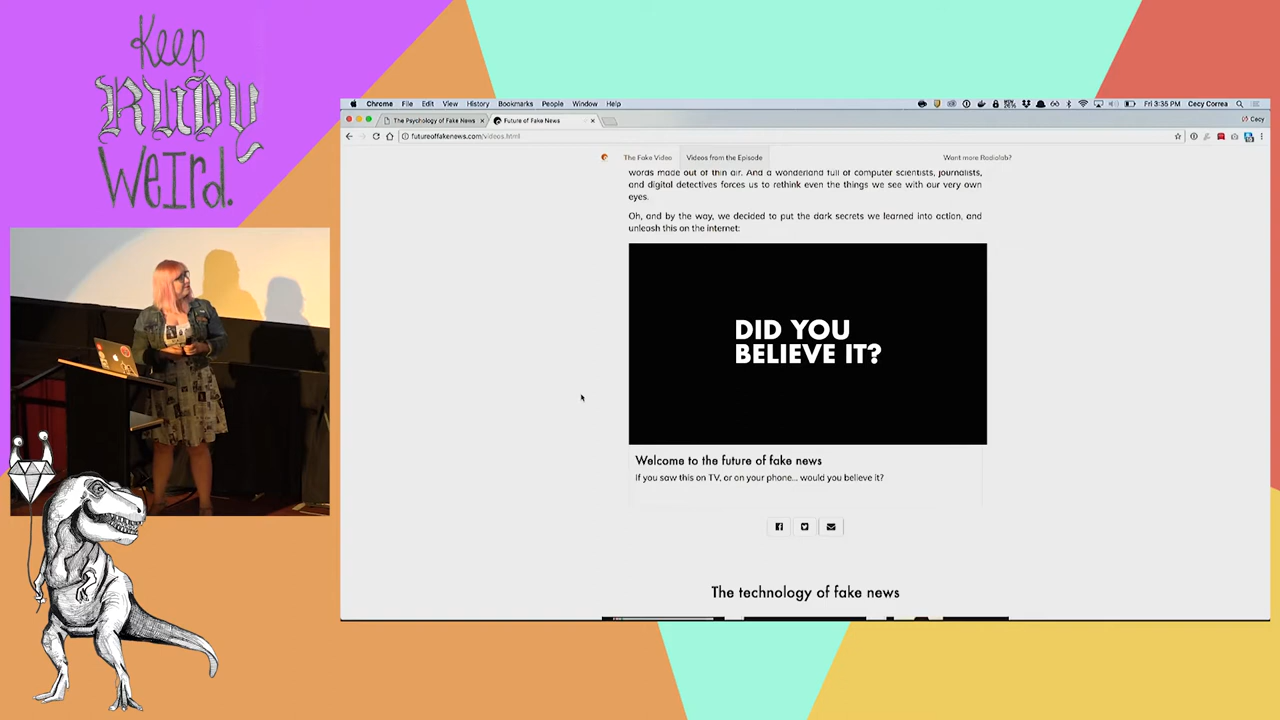 Keep
RUBY
Weird.
Chrome File Edit View History Bookmarks People Window Help
Fri 3:35 PM Cecy Correa
The Psychology of Fake News
Future of Fake News
Cecy
futureoffakenews.com/videos.html
The Fake Video
Videos from the Episode
Want more Radiolab?
words made out of thin air. And a wonderland full of computer scientists, journalists,
and digital detectives forces us to rethink even the things we see with our very own
eyes.
Oh, and by the way, we decided to put the dark secrets we learned into action, and
unleash this on the internet:
DID YOU
BELIEVE IT?
Welcome to the future of fake news
If you saw this on TV, or on your phone... would you believe it?
The technology of fake news